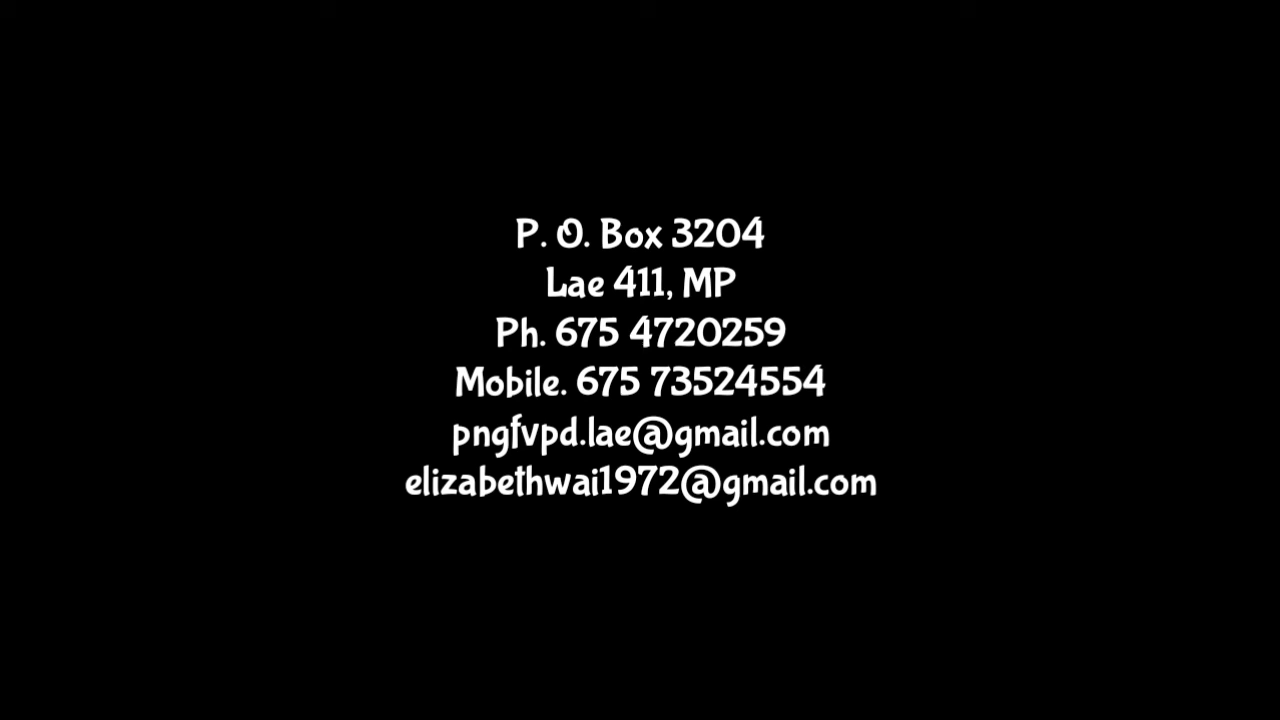 P. O. Box 3204
Lae 411, MP
Ph. 675 4720259
Mobile. 675 73524554
pngfvpd.lae@gmail.com
elizabethwai1972@gmail.com